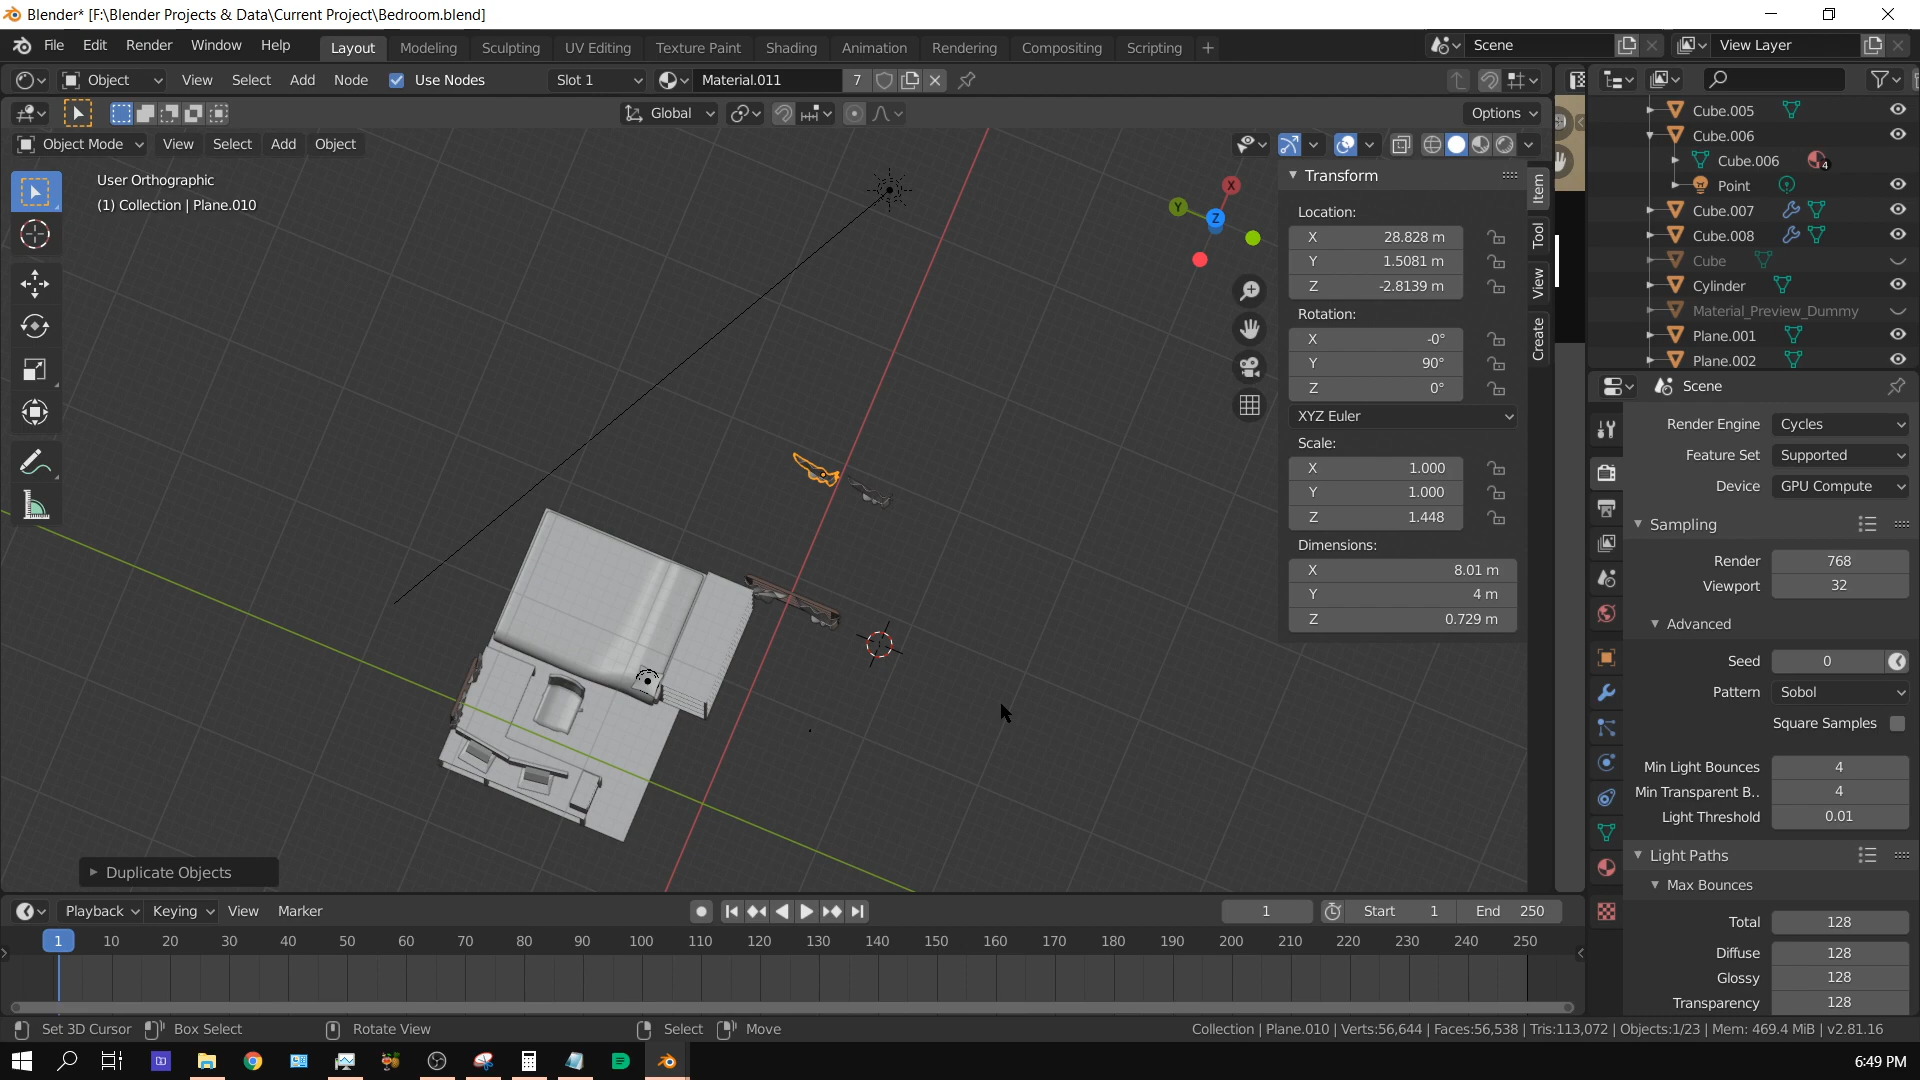 Blender* [F:\Blender Projects & Data\Current Project\Bedroom.blend]
File Edit Render Window Help Layout Modeling Sculpting UV Editing Texture Paint Shading Animation Rendering Compositing Scripting + Scene View Layer
Object View Select Add Node Use Nodes Slot 1 Material.011 7
Global Options
Object Mode View Select Add Object
User Orthographic
(1) Collection | Plane.010
X
Y
Z
Transform
Location:
X 28.828 m
Y 1.5081 m
Z -2.8139 m
Rotation:
X -0°
Y 90°
Z 0°
XYZ Euler
Scale:
X 1.000
Y 1.000
Z 1.448
Dimensions:
X 8.01 m
Y 4 m
Z 0.729 m
Item
Tool
View
Create
Cube.005
Cube.006
Cube.006 4
Point
Cube.007
Cube.008
Cube
Cylinder
Material_Preview_Dummy
Plane.001
Plane.002
Scene
Render Engine Cycles
Feature Set Supported
Device GPU Compute
Sampling
Render 768
Viewport 32
Advanced
Seed 0
Pattern Sobol
Square Samples
Min Light Bounces 4
Min Transparent B.. 4
Light Threshold 0.01
Light Paths
Max Bounces
Total 128
Diffuse 128
Glossy 128
Transparency 128
Duplicate Objects
Playback Keying View Marker 1 Start 1 End 250
1 10 20 30 40 50 60 70 80 90 100 110 120 130 140 150 160 170 180 190 200 210 220 230 240 250
Set 3D Cursor Box Select Rotate View Select Move Collection | Plane.010 | Verts:56,644 | Faces:56,538 | Tris:113,072 | Objects:1/23 | Mem: 469.4 MiB | v2.81.16
6:49 PM